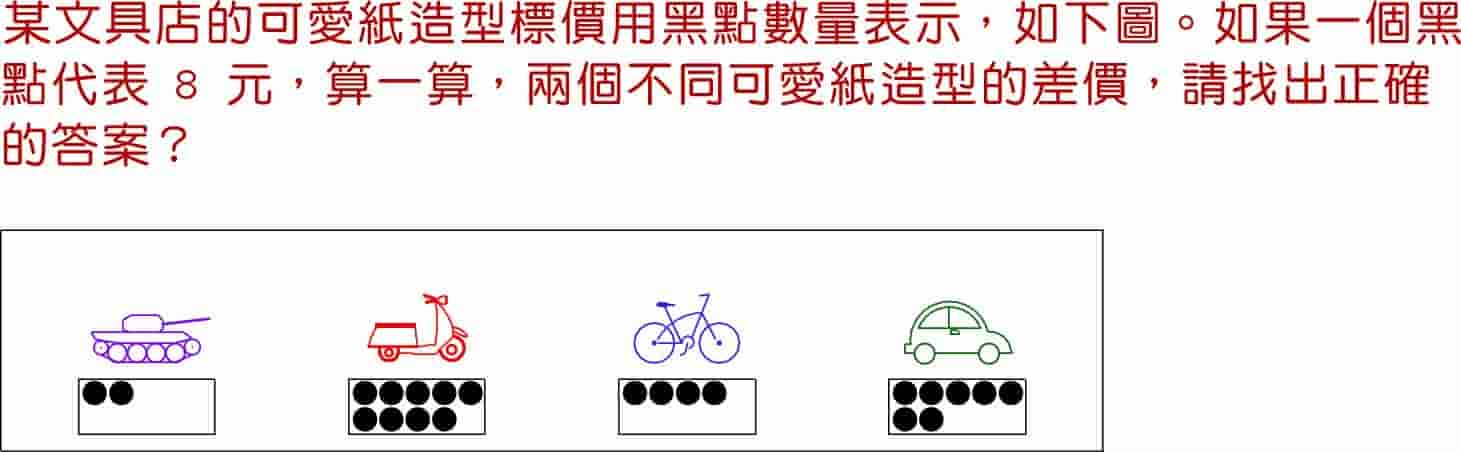 某文具店的可愛紙造型標價用黑點數量表示，如下圖。如果一個黑
點代表 8 元，算一算，兩個不同可愛紙造型的差價，請找出正確
的答案？